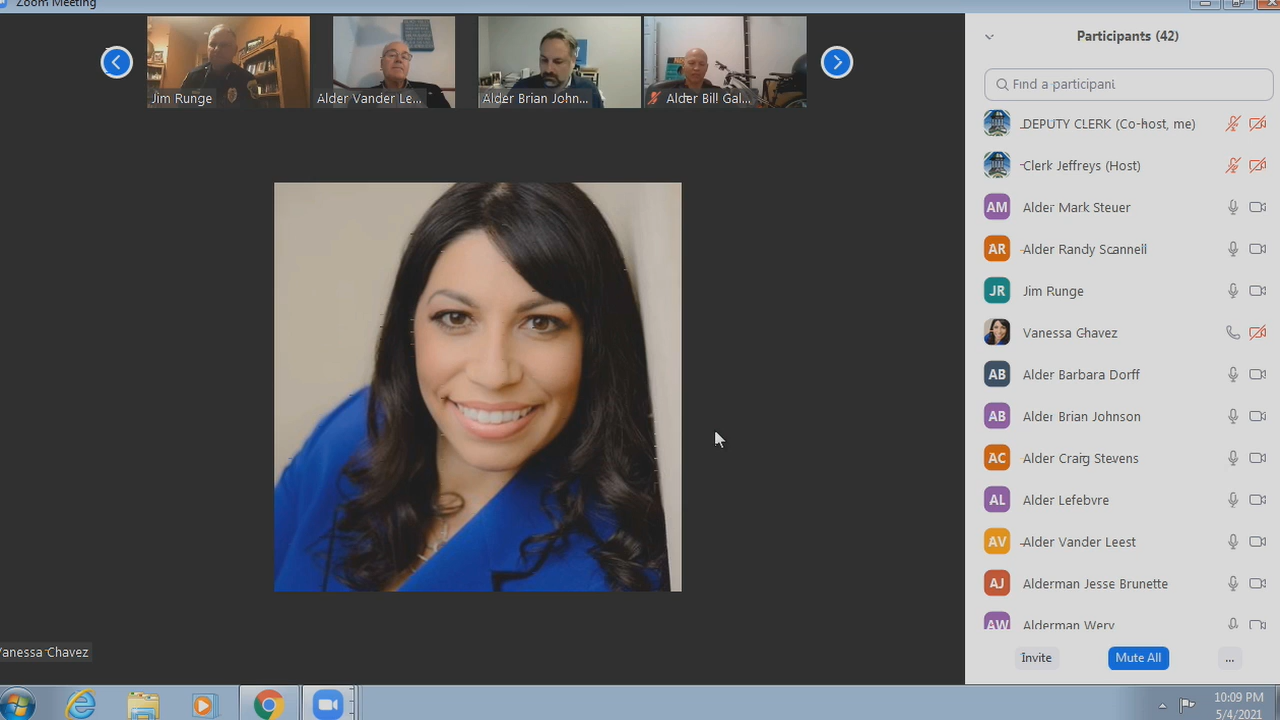 Zoom Meeting
Jim Runge
Alder Vander Le...
Alder Brian John...
Alder Bill Gal...
Vanessa Chavez
Participants (42)
Find a participant
DEPUTY CLERK (Co-host, me)
Clerk Jeffreys (Host)
AM Alder Mark Steuer
AR Alder Randy Scannell
JR Jim Runge
Vanessa Chavez
AB Alder Barbara Dorff
AB Alder Brian Johnson
AC Alder Craig Stevens
AL Alder Lefebvre
AV Alder Vander Leest
AJ Alderman Jesse Brunette
AW Alderman Wery
Invite
Mute All
...
10:09 PM
5/4/2021